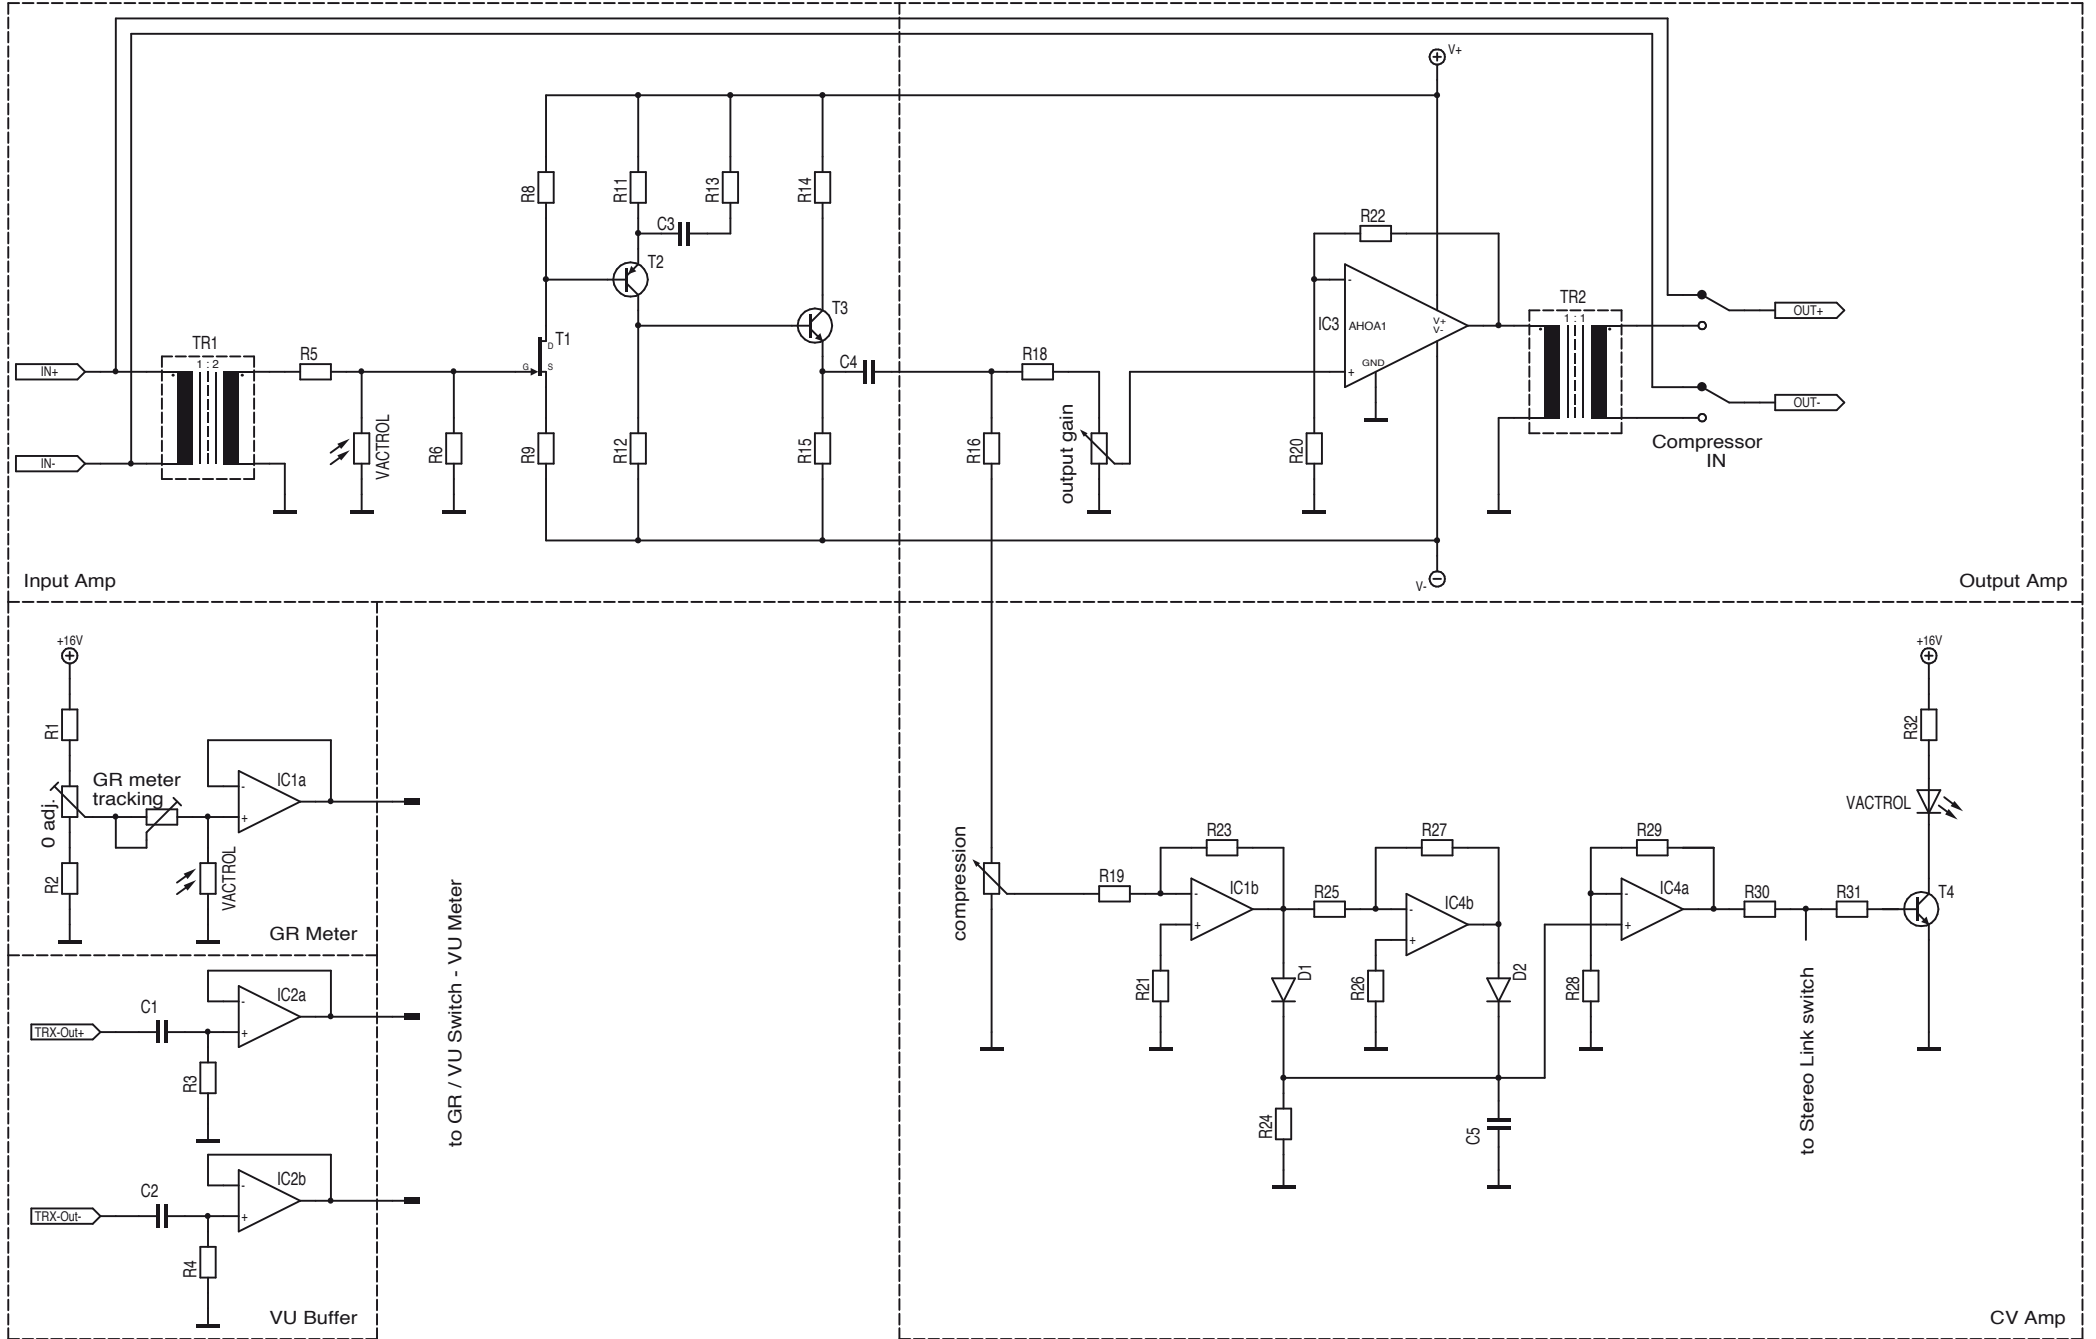 V+
R8
R11
R13
R14
C3
T2
R22
T3
TR2
1 : 1
OUT+
IC3
AHOA1
-
V+
V-
GND
+
TR1
1 : 2
IN+
R5
D
T1
G
S
C4
R18
OUT-
IN-
VACTROL
R6
R9
R12
R15
R16
output gain
R20
Compressor
IN
Input Amp
V-
Output Amp
+16V
R1
GR meter
tracking
0 adj.
IC1a
-
+
R2
VACTROL
GR Meter
C1
IC2a
-
+
TRX-Out+
R3
C2
IC2b
-
+
TRX-Out-
R4
VU Buffer
to GR / VU Switch - VU Meter
+16V
R32
VACTROL
compression
R23
R27
R29
R19
IC1b
-
+
R25
IC4b
-
+
IC4a
-
+
R30
R31
T4
R21
D1
R26
D2
R28
to Stereo Link switch
R24
C5
CV Amp